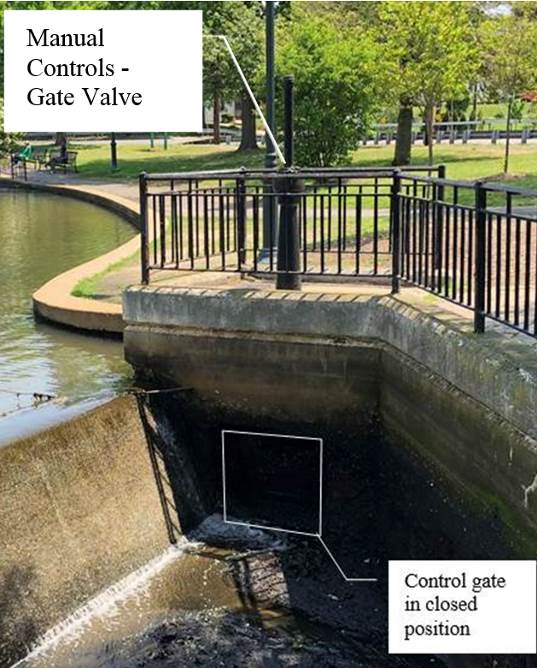 Manual
Controls -
Gate Valve
Control gate
in closed
position